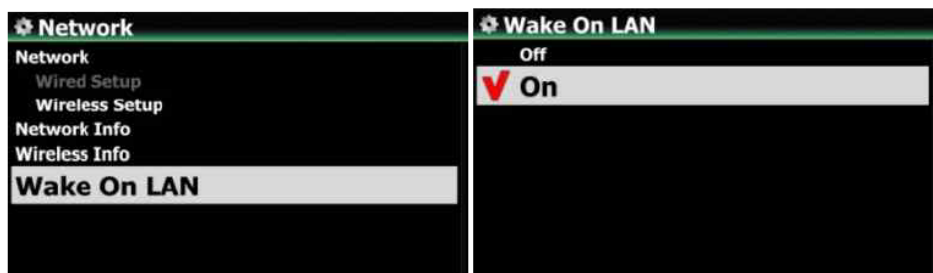 Network
Network
Wired Setup
Wireless Setup
Network Info
Wireless Info
Wake On LAN
Wake On LAN
Off
On